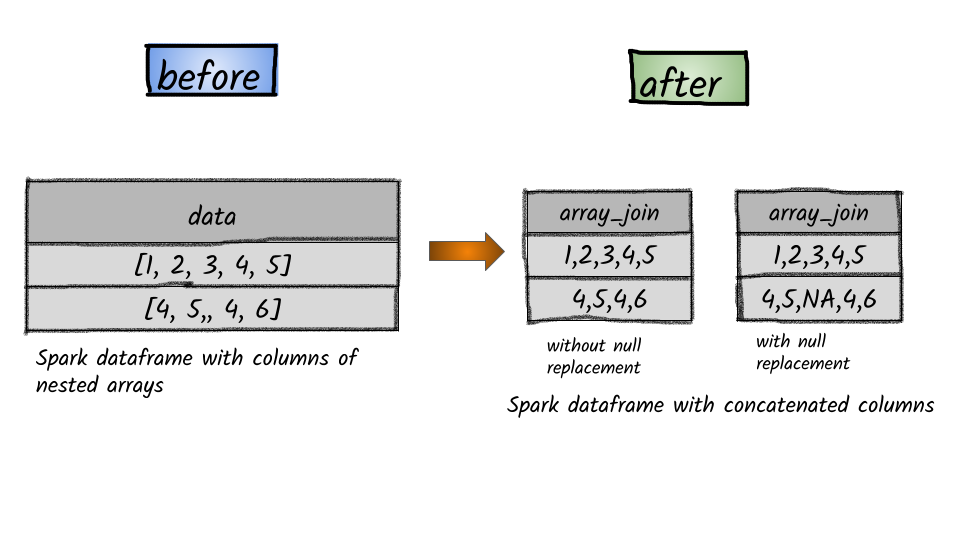 before
after
data
[1, 2, 3, 4, 5]
[4, 5,, 4, 6]
Spark dataframe with columns of
nested arrays
array_join
1,2,3,4,5
4,5,4,6
without null
replacement
array_join
1,2,3,4,5
4,5,NA,4,6
with null
replacement
Spark dataframe with concatenated columns